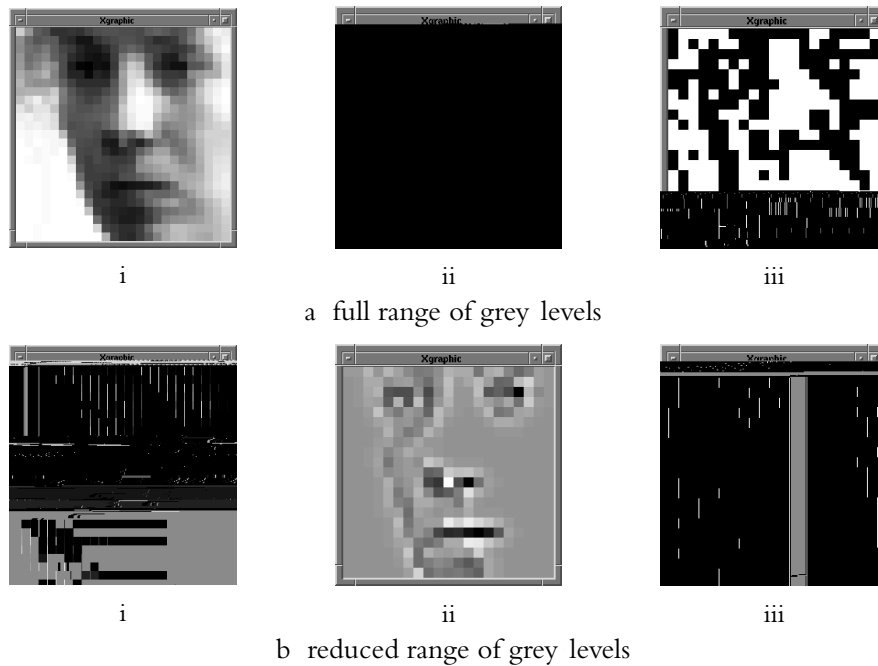 Xgraphic
Xgraphic
Xgraphic
i
ii
iii
a full range of grey levels
Xgraphic
Xgraphic
Xgraphic
i
ii
iii
b reduced range of grey levels